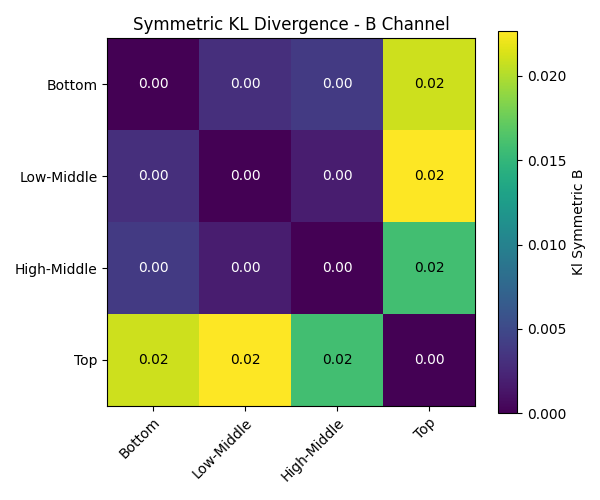 Symmetric KL Divergence - B Channel
Bottom
0.00 0.00 0.00 0.02
Low-Middle
0.00 0.00 0.00 0.02
High-Middle
0.00 0.00 0.00 0.02
Top
0.02 0.02 0.02 0.00
Bottom
Low-Middle
High-Middle
Top
0.020
0.015
0.010
0.005
0.000
Kl Symmetric B